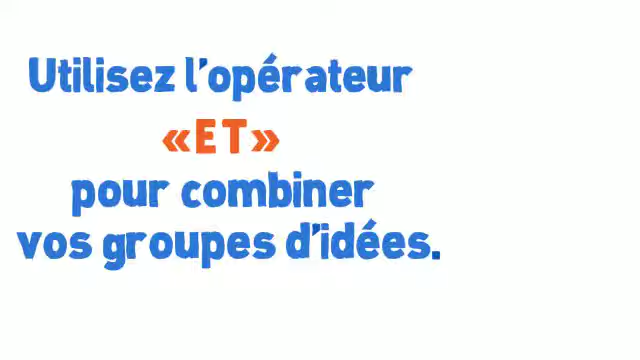 Utilisez l'opérateur
«ET»
pour combiner
vos groupes d'idées.